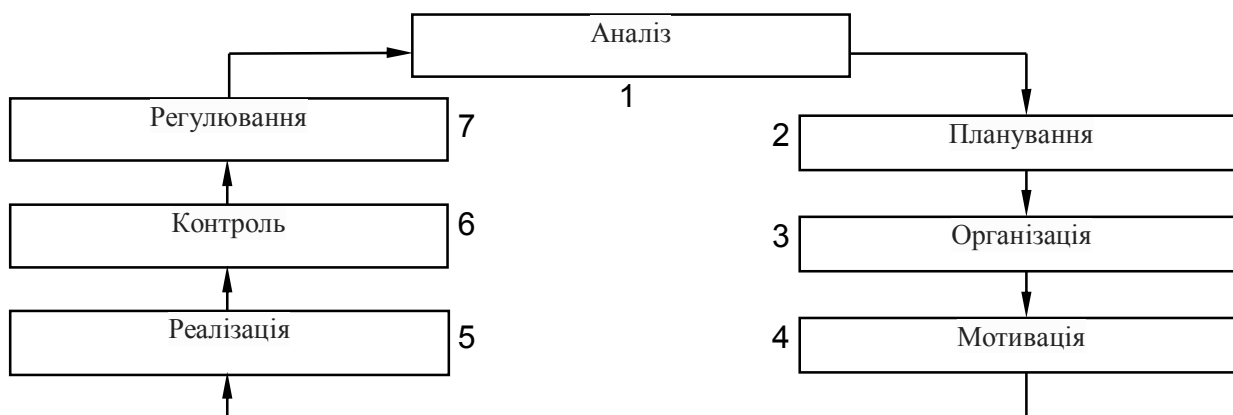 Аналіз
1
Регулювання 7
2 Планування
Контроль 6
3 Організація
Реалізація 5
4 Мотивація